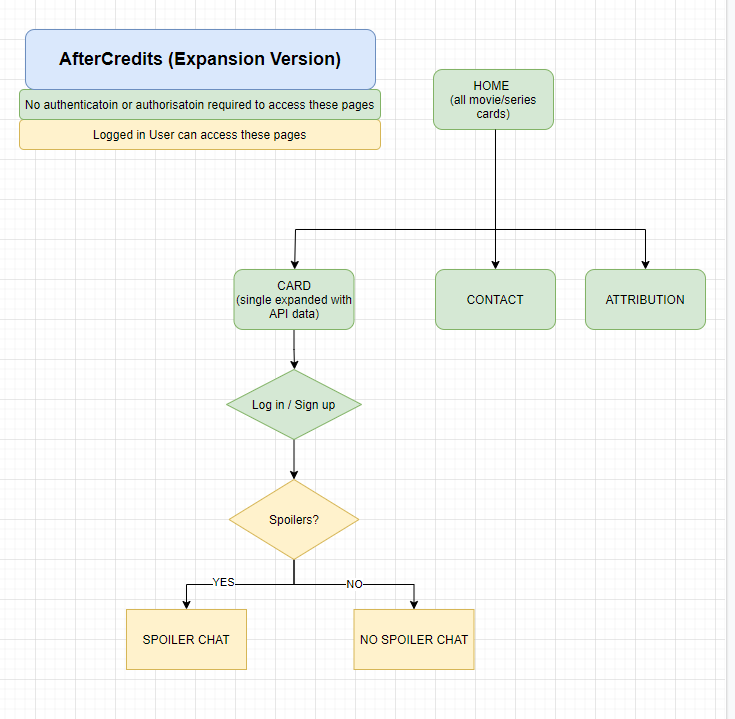 AfterCredits (Expansion Version)
No authenticatoin or authorisatoin required to access these pages
Logged in User can access these pages
HOME
(all movie/series
cards)
CARD
(single expanded with
API data)
CONTACT
ATTRIBUTION
Log in / Sign up
Spoilers?
YES
NO
SPOILER CHAT
NO SPOILER CHAT